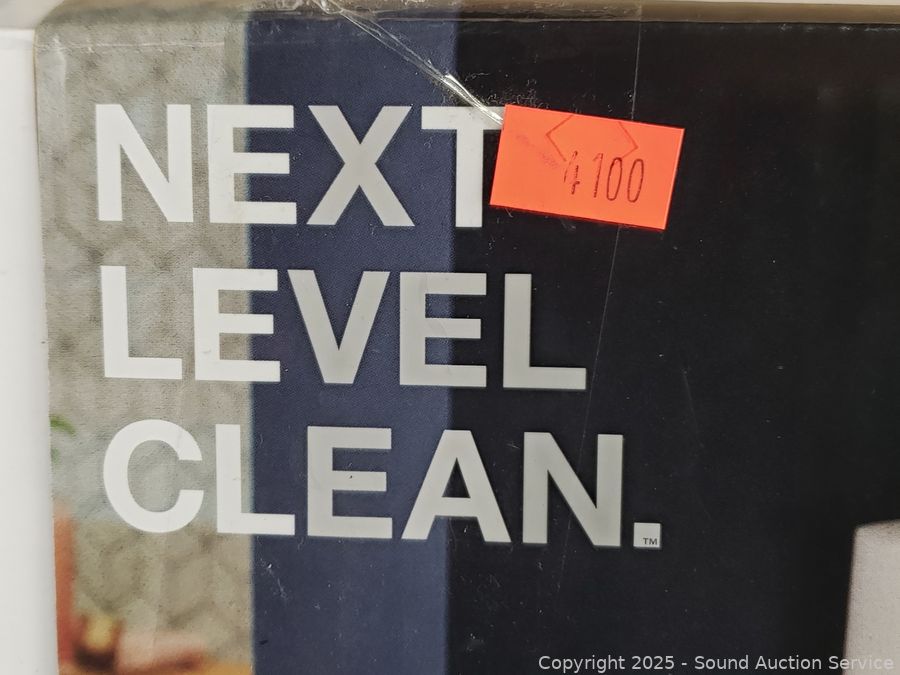 NEXT
4100
LEVEL
CLEAN.™
Copyright 2025 - Sound Auction Service